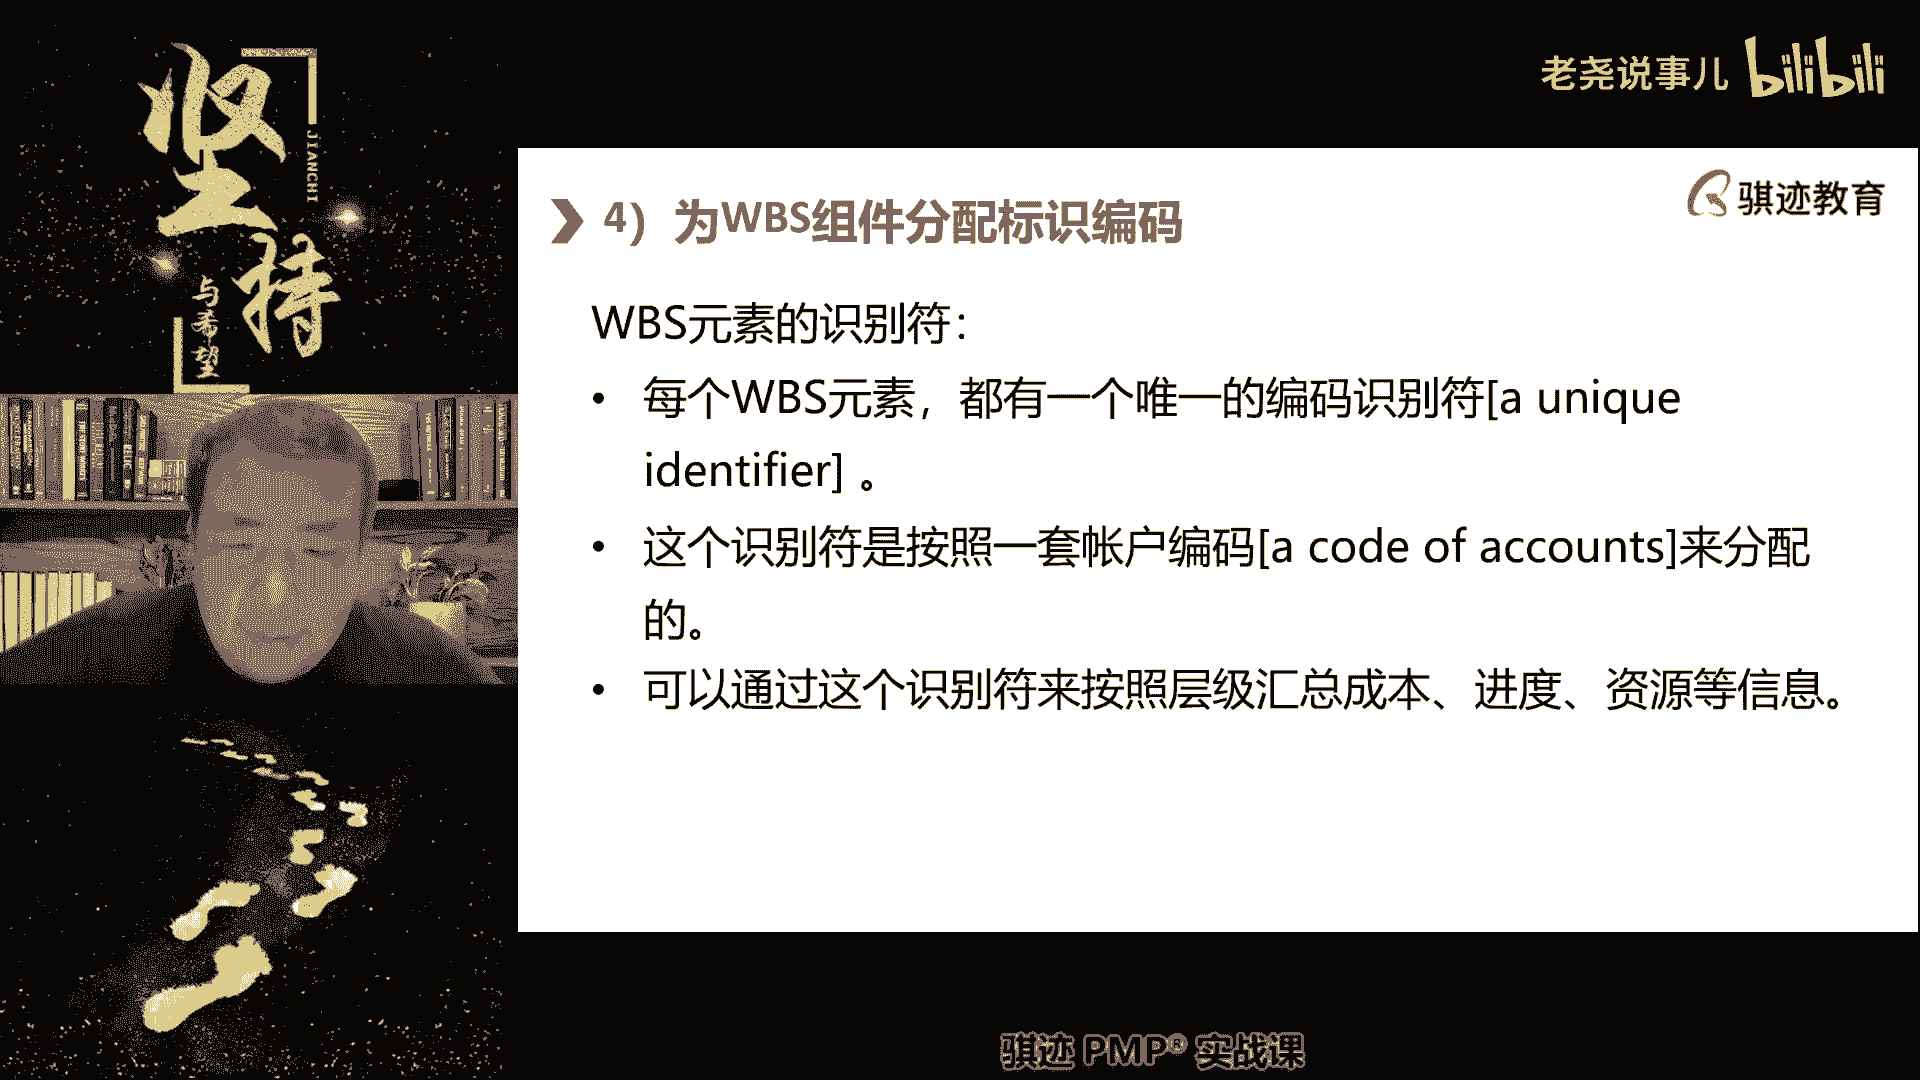 坚持
JIANCHI
与希望
老尧说事儿 bilibili
骐迹教育
4）为WBS组件分配标识编码
WBS元素的识别符：
• 每个WBS元素，都有一个唯一的编码识别符[a unique
identifier] 。
• 这个识别符是按照一套帐户编码[a code of accounts]来分配
的。
• 可以通过这个识别符来按照层级汇总成本、进度、资源等信息。
骐迹 PMP® 实战课